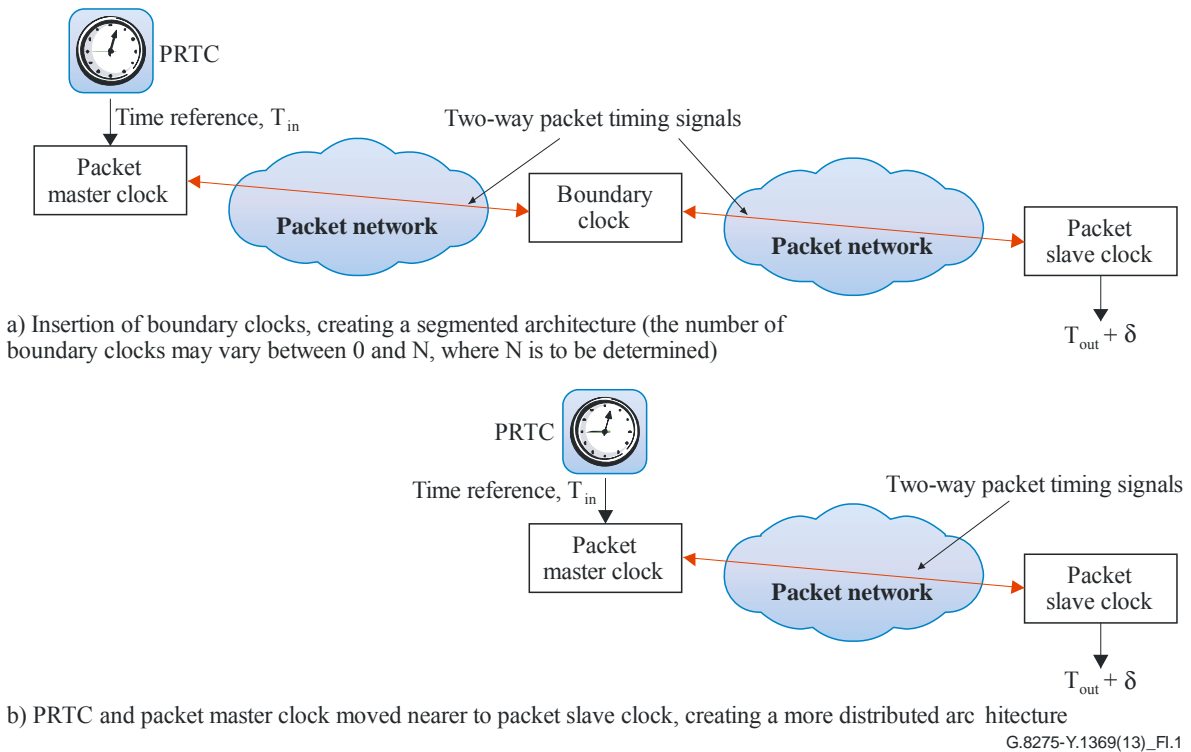 PRTC
Time reference, T_in
Two-way packet timing signals
Packet
master clock
Packet network
Boundary
clock
Packet network
Packet
slave clock
T_out + δ
a) Insertion of boundary clocks, creating a segmented architecture (the number of
boundary clocks may vary between 0 and N, where N is to be determined)
PRTC
Time reference, T_in
Two-way packet timing signals
Packet
master clock
Packet network
Packet
slave clock
T_out + δ
b) PRTC and packet master clock moved nearer to packet slave clock, creating a more distributed arc hitecture
G.8275-Y.1369(13)_FI.1